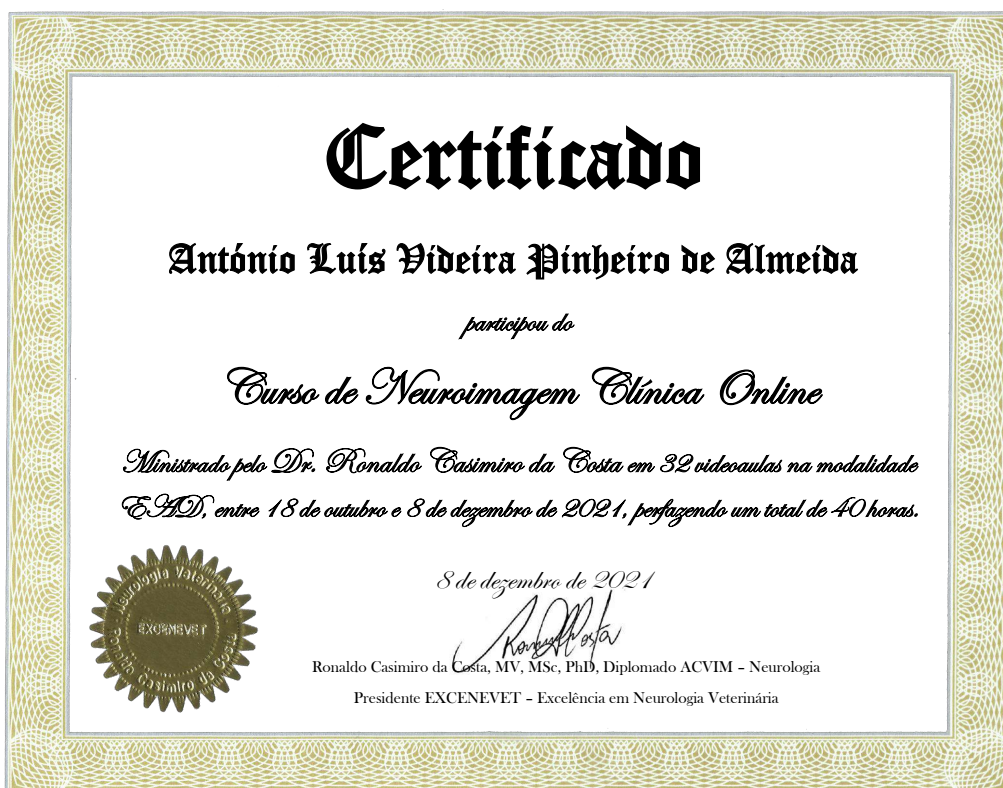 Certificado
António Luís Videira Pinheiro de Almeida
participou do
Curso de Neuroimagem Clínica Online
Ministrado pelo Dr. Ronaldo Casimiro da Costa em 32 videoaulas na modalidade
EAD, entre 18 de outubro e 8 de dezembro de 2021, perfazendo um total de 40 horas.
Neurologia Veterinária
EXCENEVET
Ronaldo Casimiro da Costa
8 de dezembro de 2021
Ronaldo Casimiro da Costa, MV, MSc, PhD, Diplomado ACVIM – Neurologia
Presidente EXCENEVET – Excelência em Neurologia Veterinária